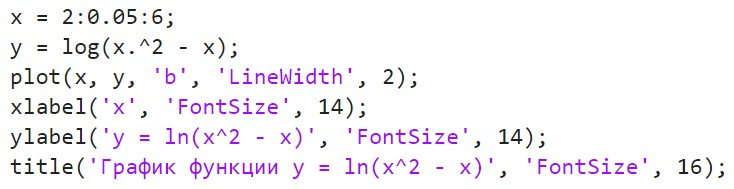 x = 2:0.05:6;
y = log(x.^2 - x);
plot(x, y, 'b', 'LineWidth', 2);
xlabel('x', 'FontSize', 14);
ylabel('y = ln(x^2 - x)', 'FontSize', 14);
title('График функции y = ln(x^2 - x)', 'FontSize', 16);